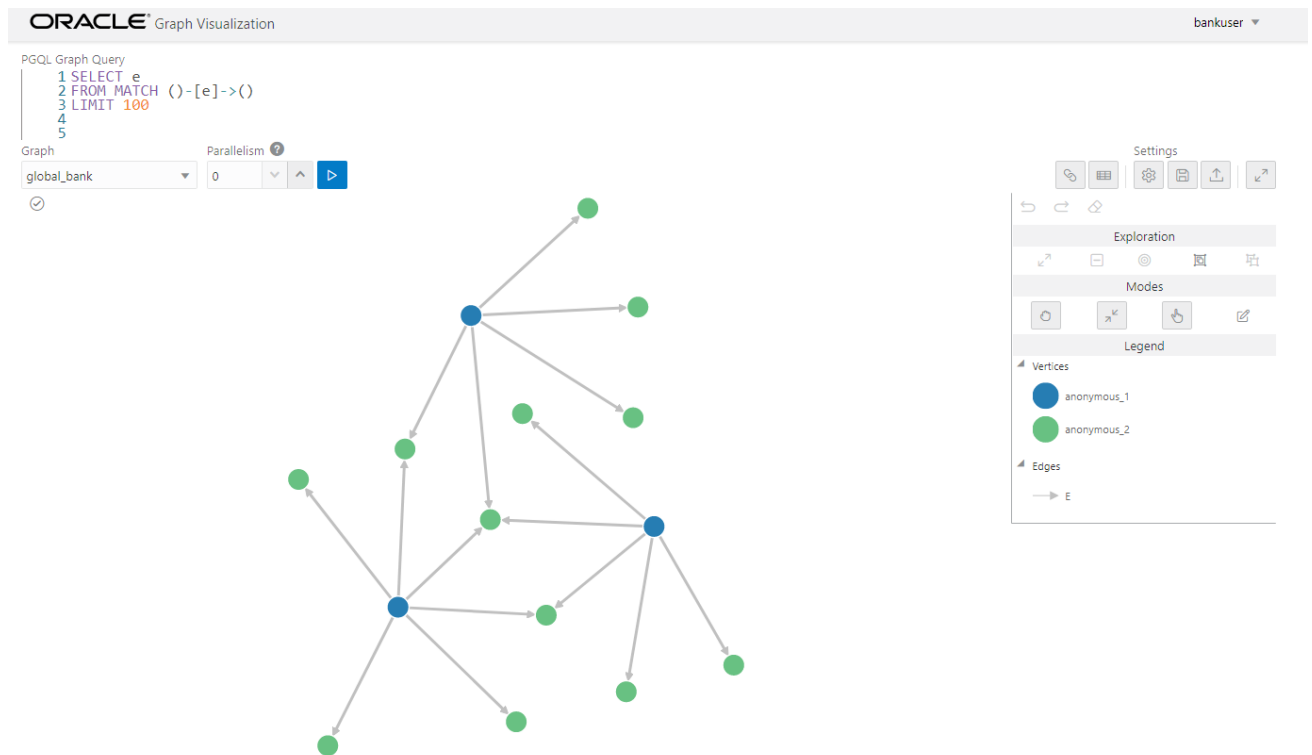 ORACLE® Graph Visualization
bankuser
PGQL Graph Query
1 SELECT e
2 FROM MATCH ()-[e]->()
3 LIMIT 100
4
5
Graph
Parallelism ?
Settings
global_bank
0
Exploration
Modes
Legend
Vertices
anonymous_1
anonymous_2
Edges
E